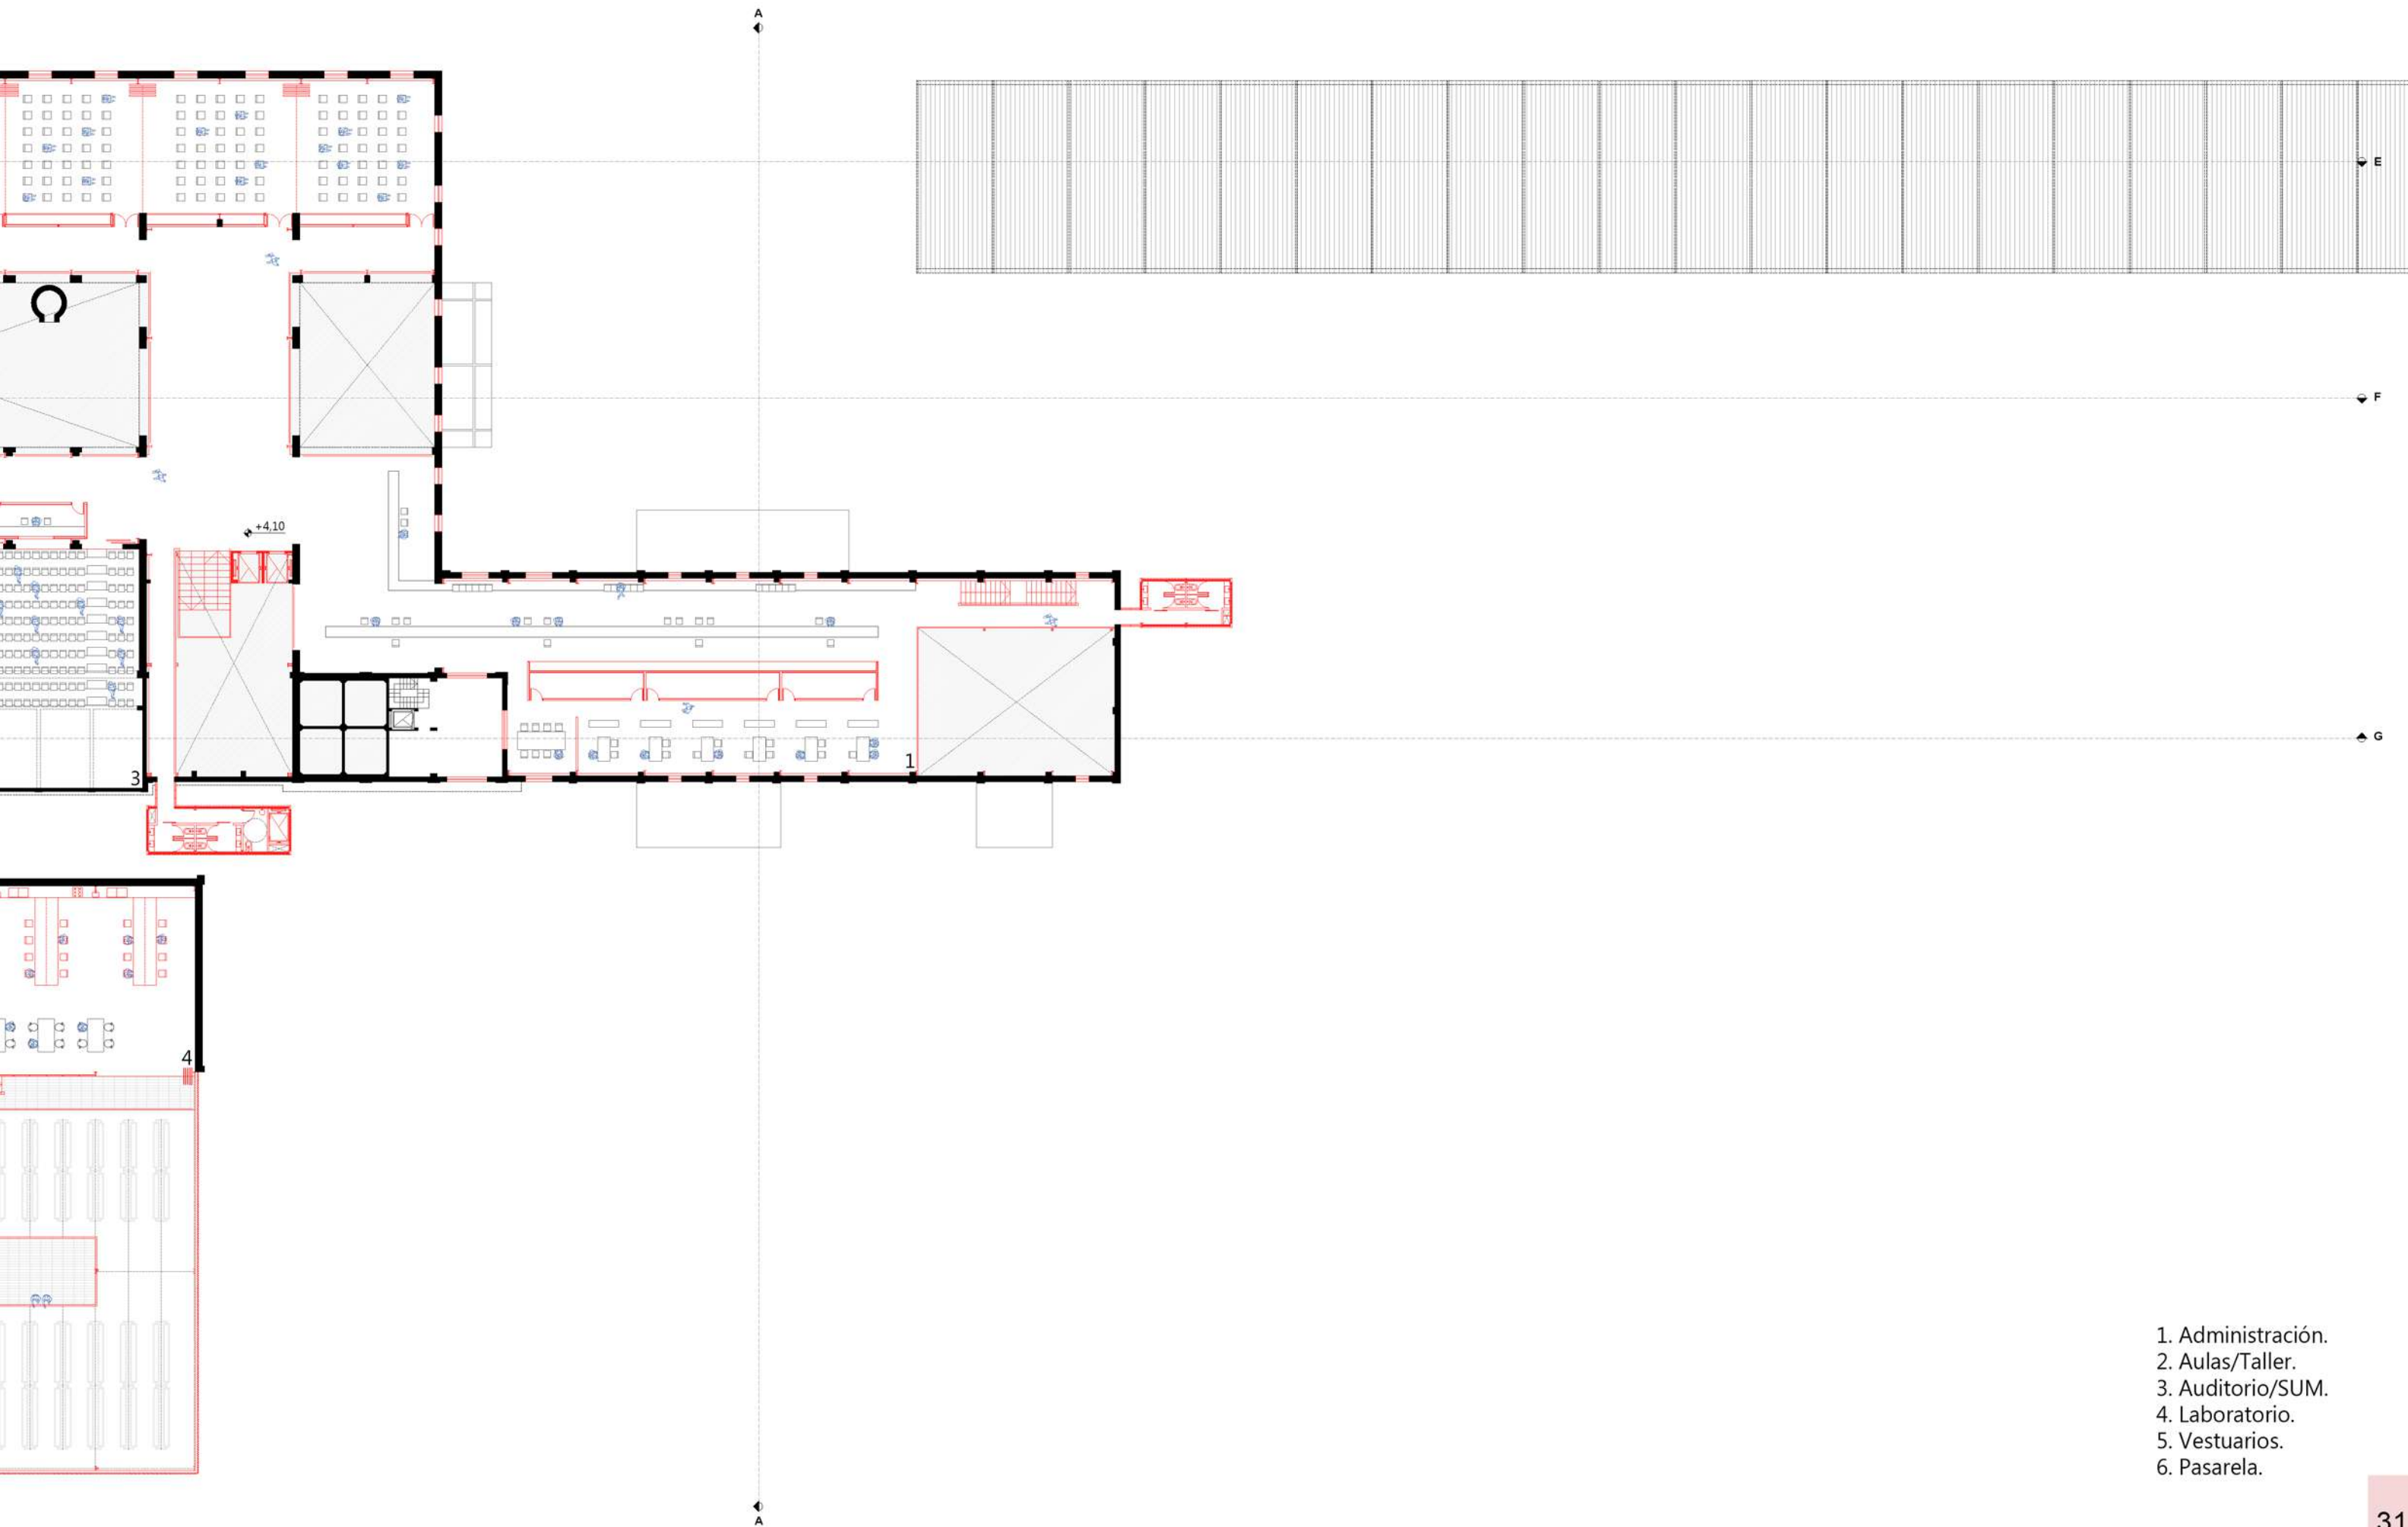 A
E
F
+4,10
G
1
3
4
1. Administración.
2. Aulas/Taller.
3. Auditorio/SUM.
4. Laboratorio.
5. Vestuarios.
6. Pasarela.
A
31